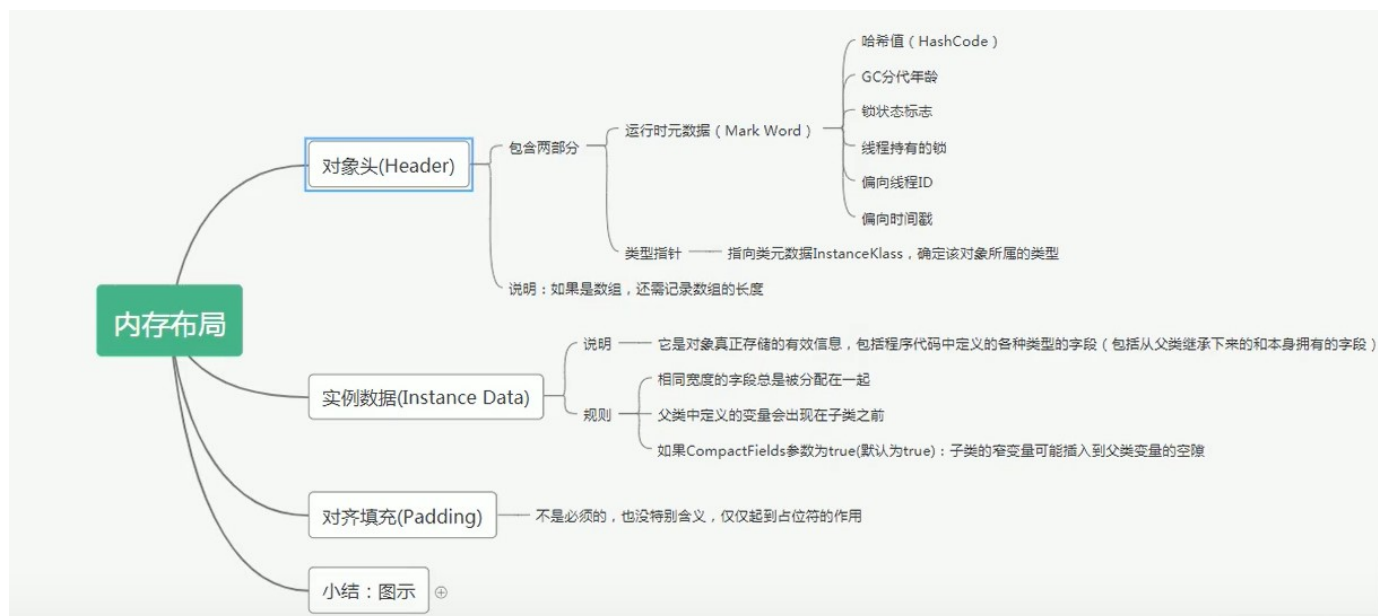 内存布局
对象头(Header)
包含两部分
运行时元数据（Mark Word）
哈希值（HashCode）
GC分代年龄
锁状态标志
线程持有的锁
偏向线程ID
偏向时间戳
类型指针
指向类元数据InstanceKlass，确定该对象所属的类型
说明：如果是数组，还需记录数组的长度
实例数据(Instance Data)
说明
它是对象真正存储的有效信息，包括程序代码中定义的各种类型的字段（包括从父类继承下来的和本身拥有的字段）
规则
相同宽度的字段总是被分配在一起
父类中定义的变量会出现在子类之前
如果CompactFields参数为true(默认为true)：子类的窄变量可能插入到父类变量的空隙
对齐填充(Padding)
不是必须的，也没特别含义，仅仅起到占位符的作用
小结：图示